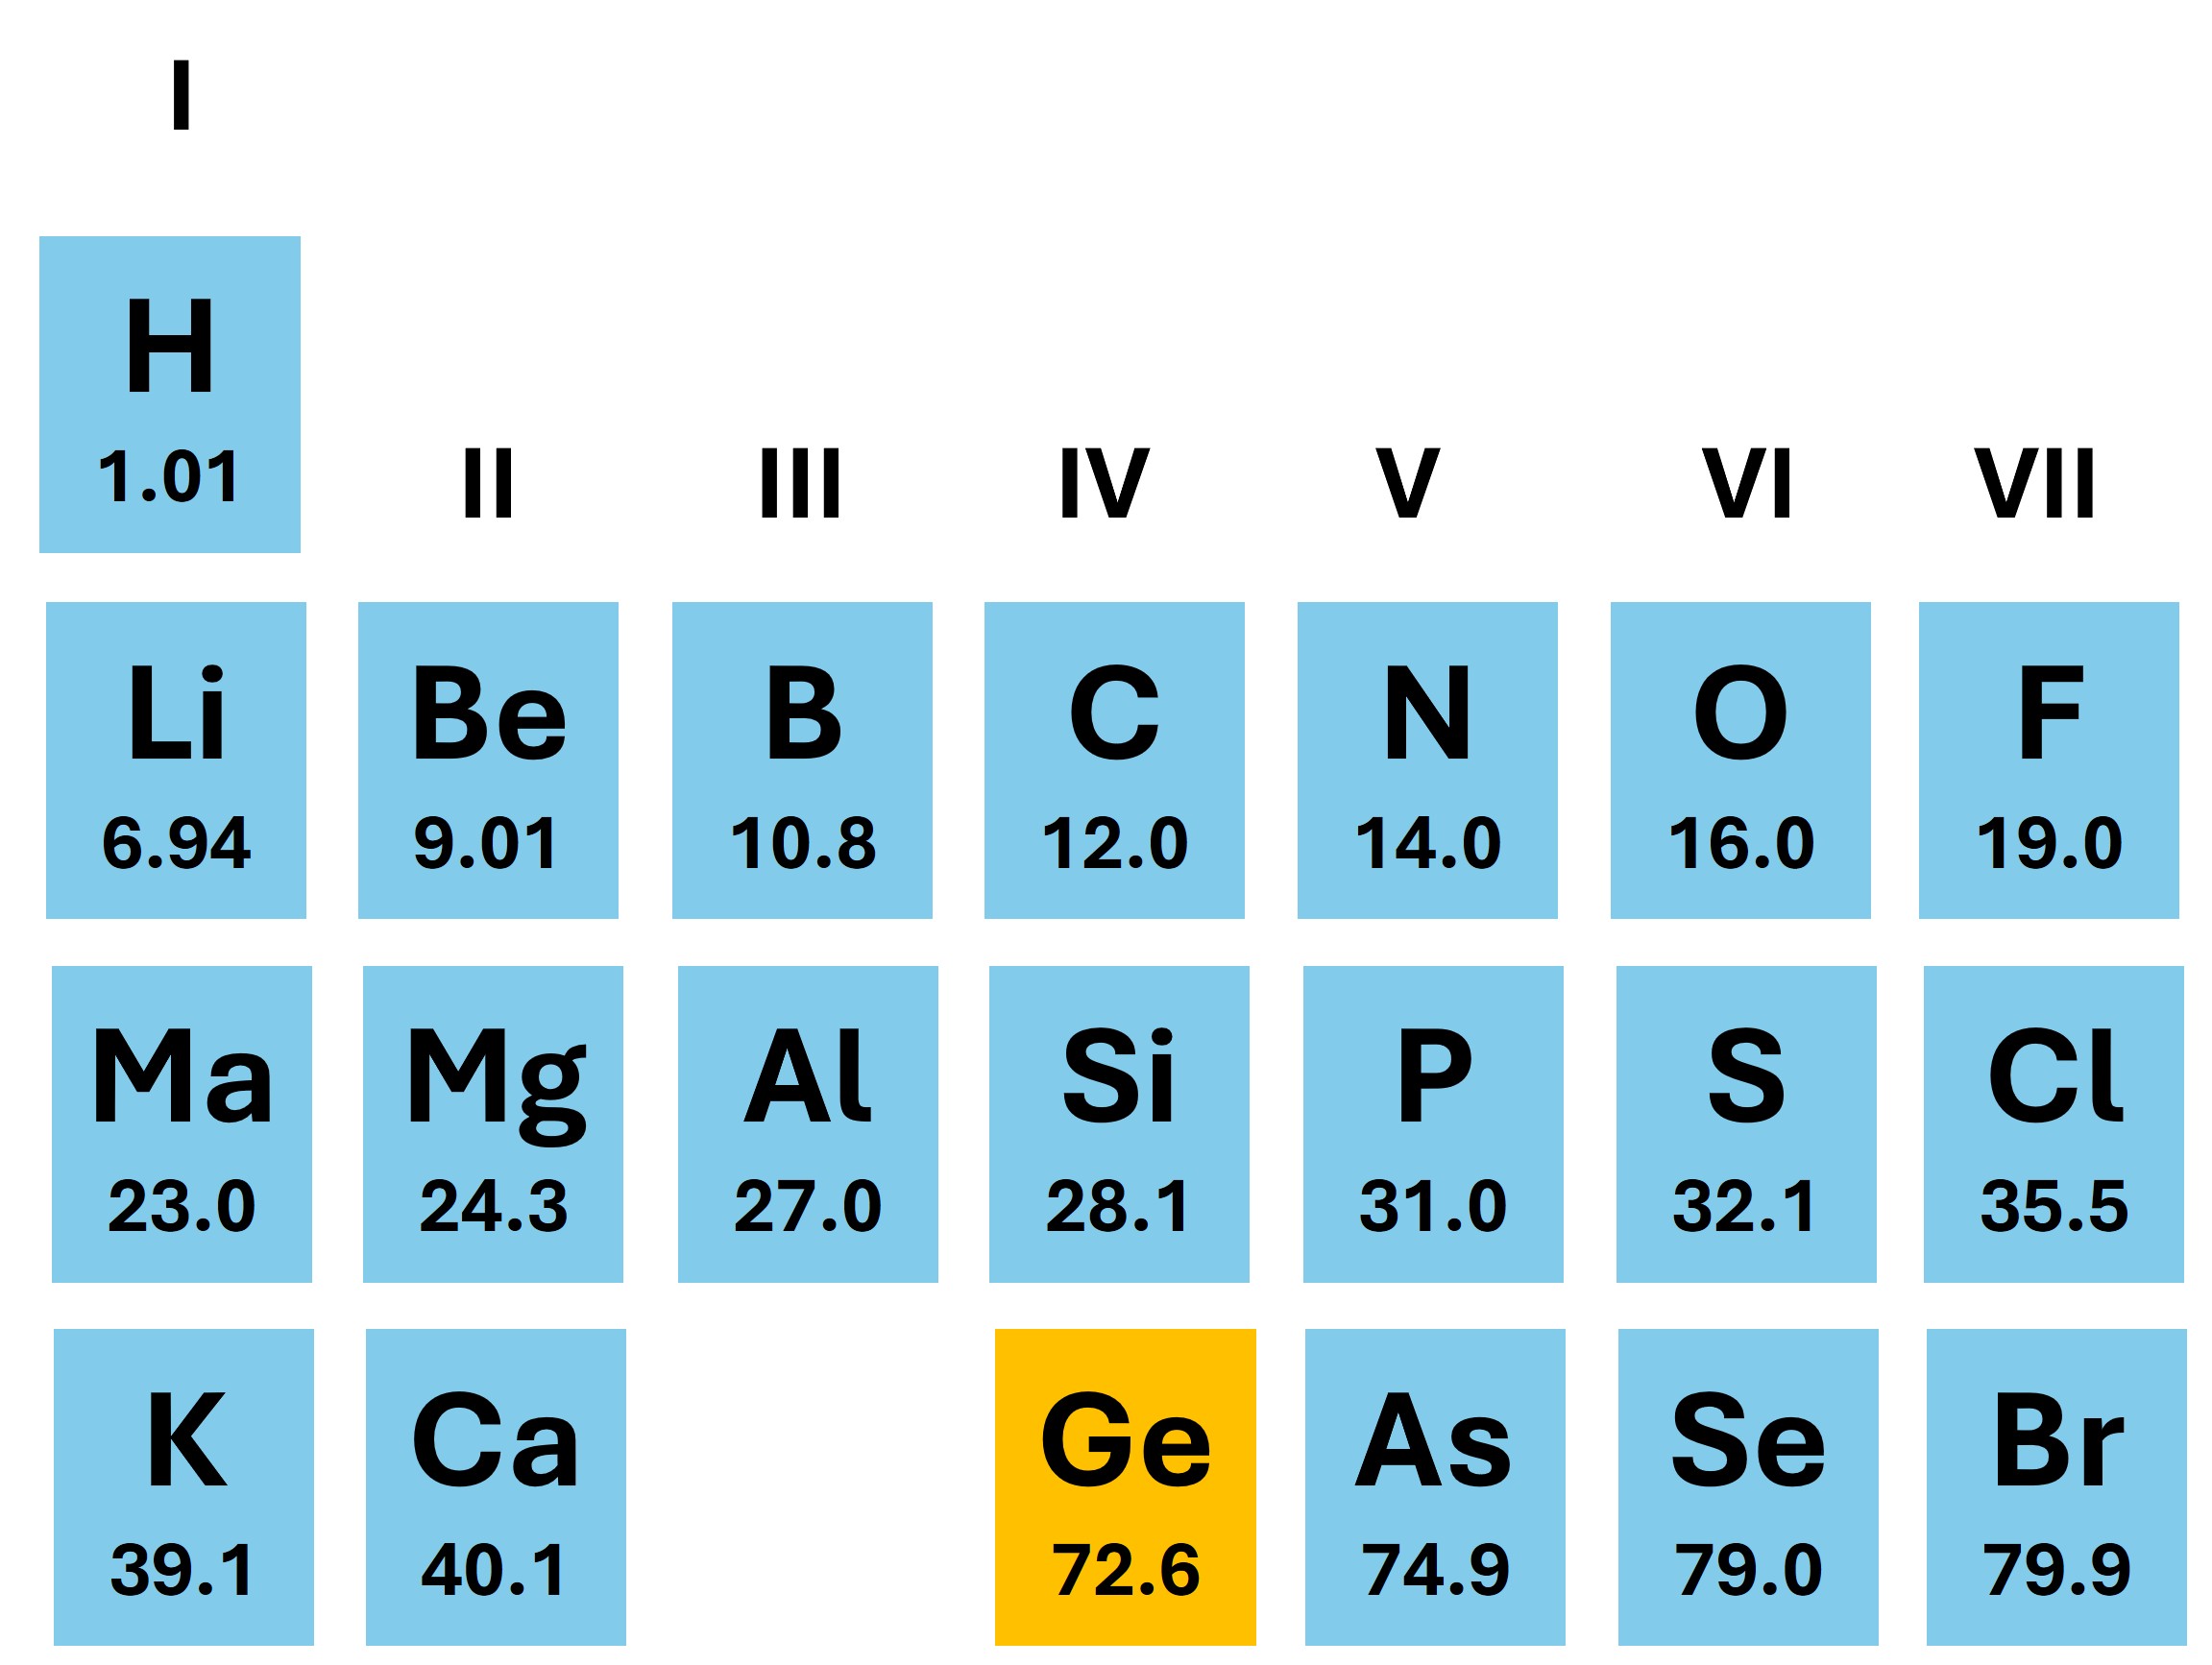 I
H
1.01
II III IV V VI VII
Li Be B C N O F
6.94 9.01 10.8 12.0 14.0 16.0 19.0
Ma Mg Al Si P S Cl
23.0 24.3 27.0 28.1 31.0 32.1 35.5
K Ca Ge As Se Br
39.1 40.1 72.6 74.9 79.0 79.9